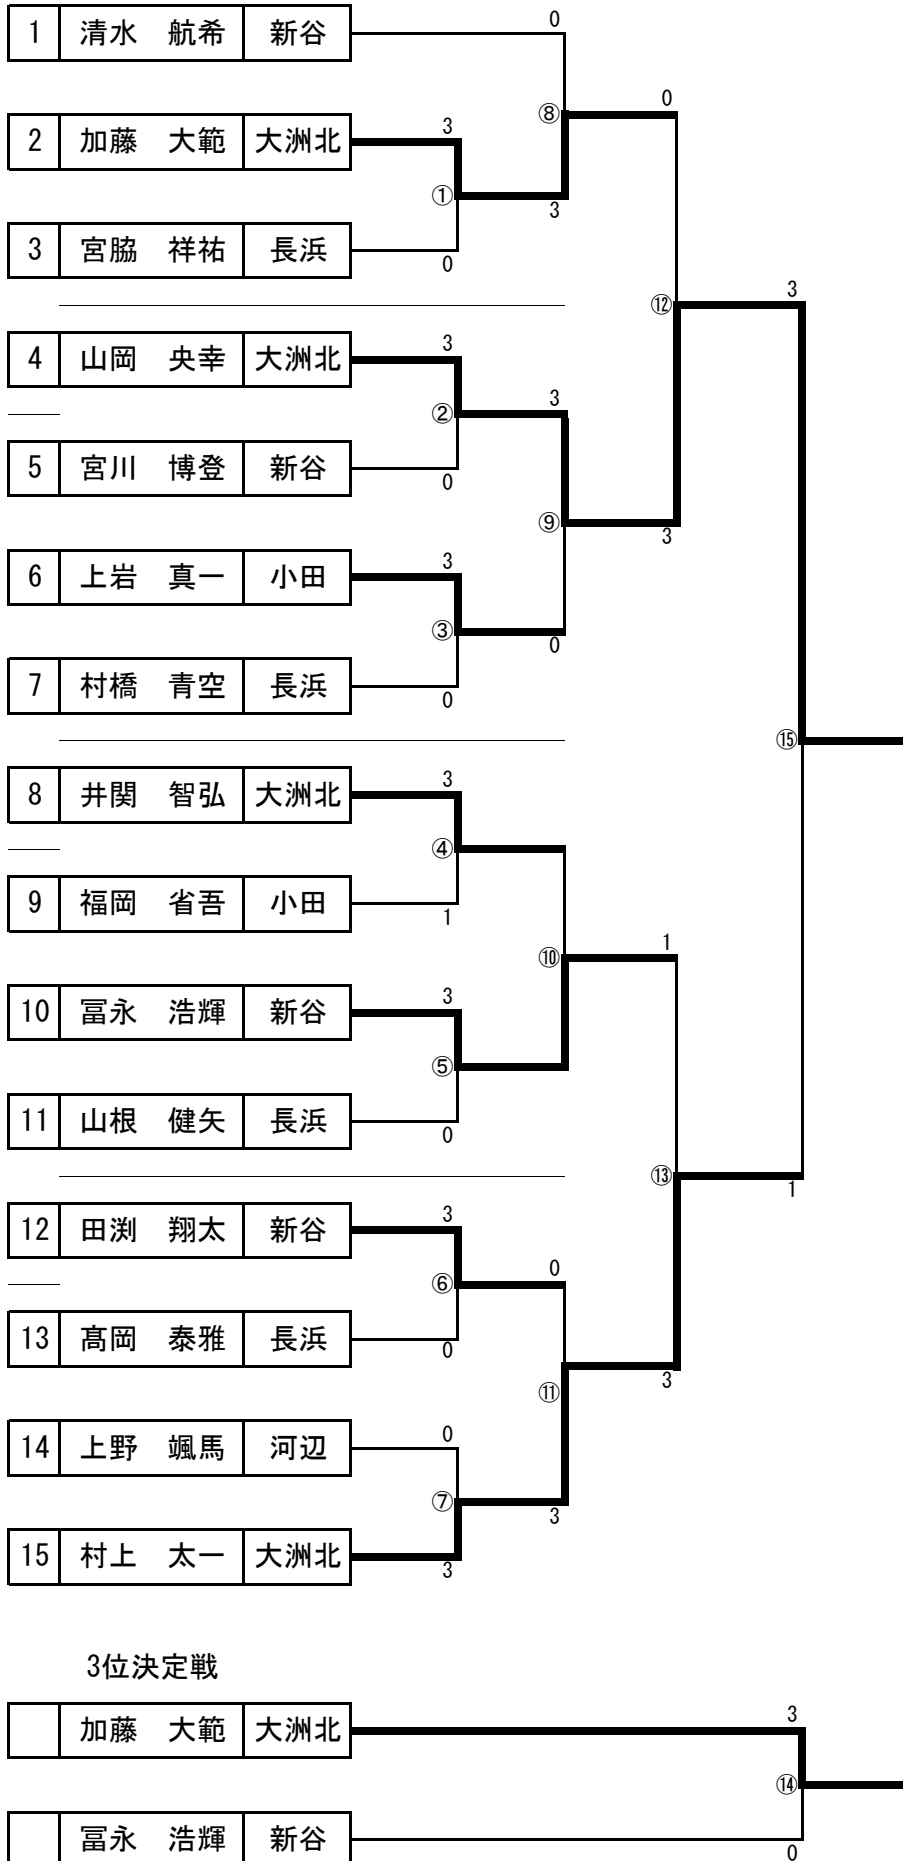 0
1 清水 航希 新谷
0
⑧
3
2 加藤 大範 大洲北
①
3
3 宮脇 祥祐 長浜
0
3
⑫
3
4 山岡 央幸 大洲北
3
②
5 宮川 博登 新谷
0
⑨
3
3
6 上岩 真一 小田
③
0
7 村橋 青空 長浜
0
⑮
3
8 井関 智弘 大洲北
④
9 福岡 省吾 小田
1
1
⑩
3
10 冨永 浩輝 新谷
⑤
11 山根 健矢 長浜
0
⑬
1
3
12 田渕 翔太 新谷
0
⑥
13 髙岡 泰雅 長浜
0
3
⑪
0
14 上野 颯馬 河辺
⑦
3
15 村上 太一 大洲北
3
3位決定戦
3
加藤 大範 大洲北
⑭
冨永 浩輝 新谷
0